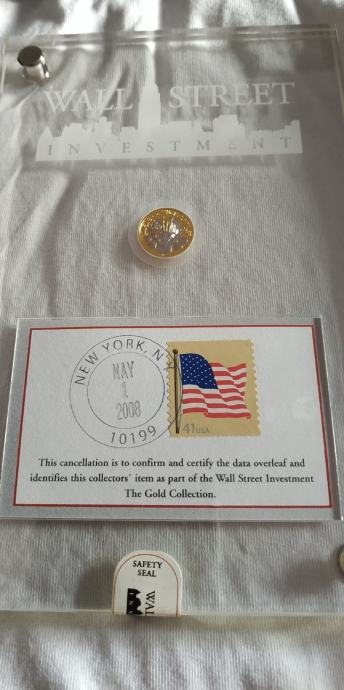 WALL STREET
INVESTMENT
NEW YORK, N
MAY
1
2008
10199
41USA
This cancellation is to confirm and certify the data overleaf and
identifies this collectors' item as part of the Wall Street Investment
The Gold Collection.
SAFETY
SEAL
WAL